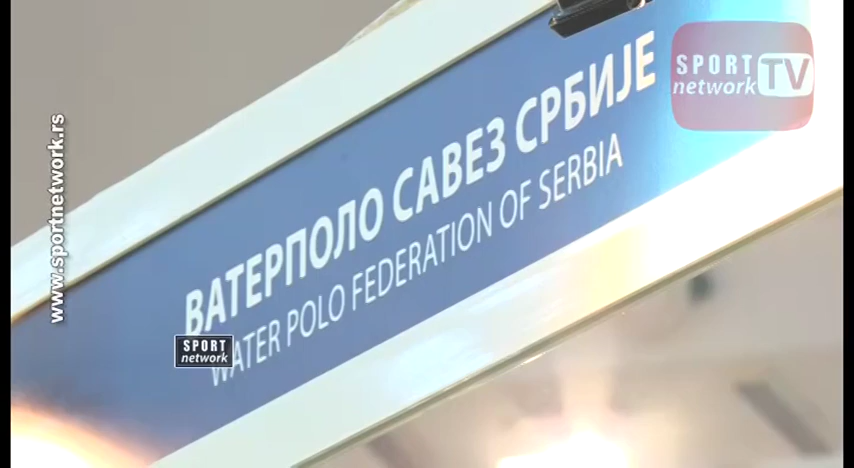 SPORT
network TV
www.sportnetwork.rs
ВАТЕРПОЛО САВЕЗ СРБИЈЕ
WATER POLO FEDERATION OF SERBIA
SPORT
network